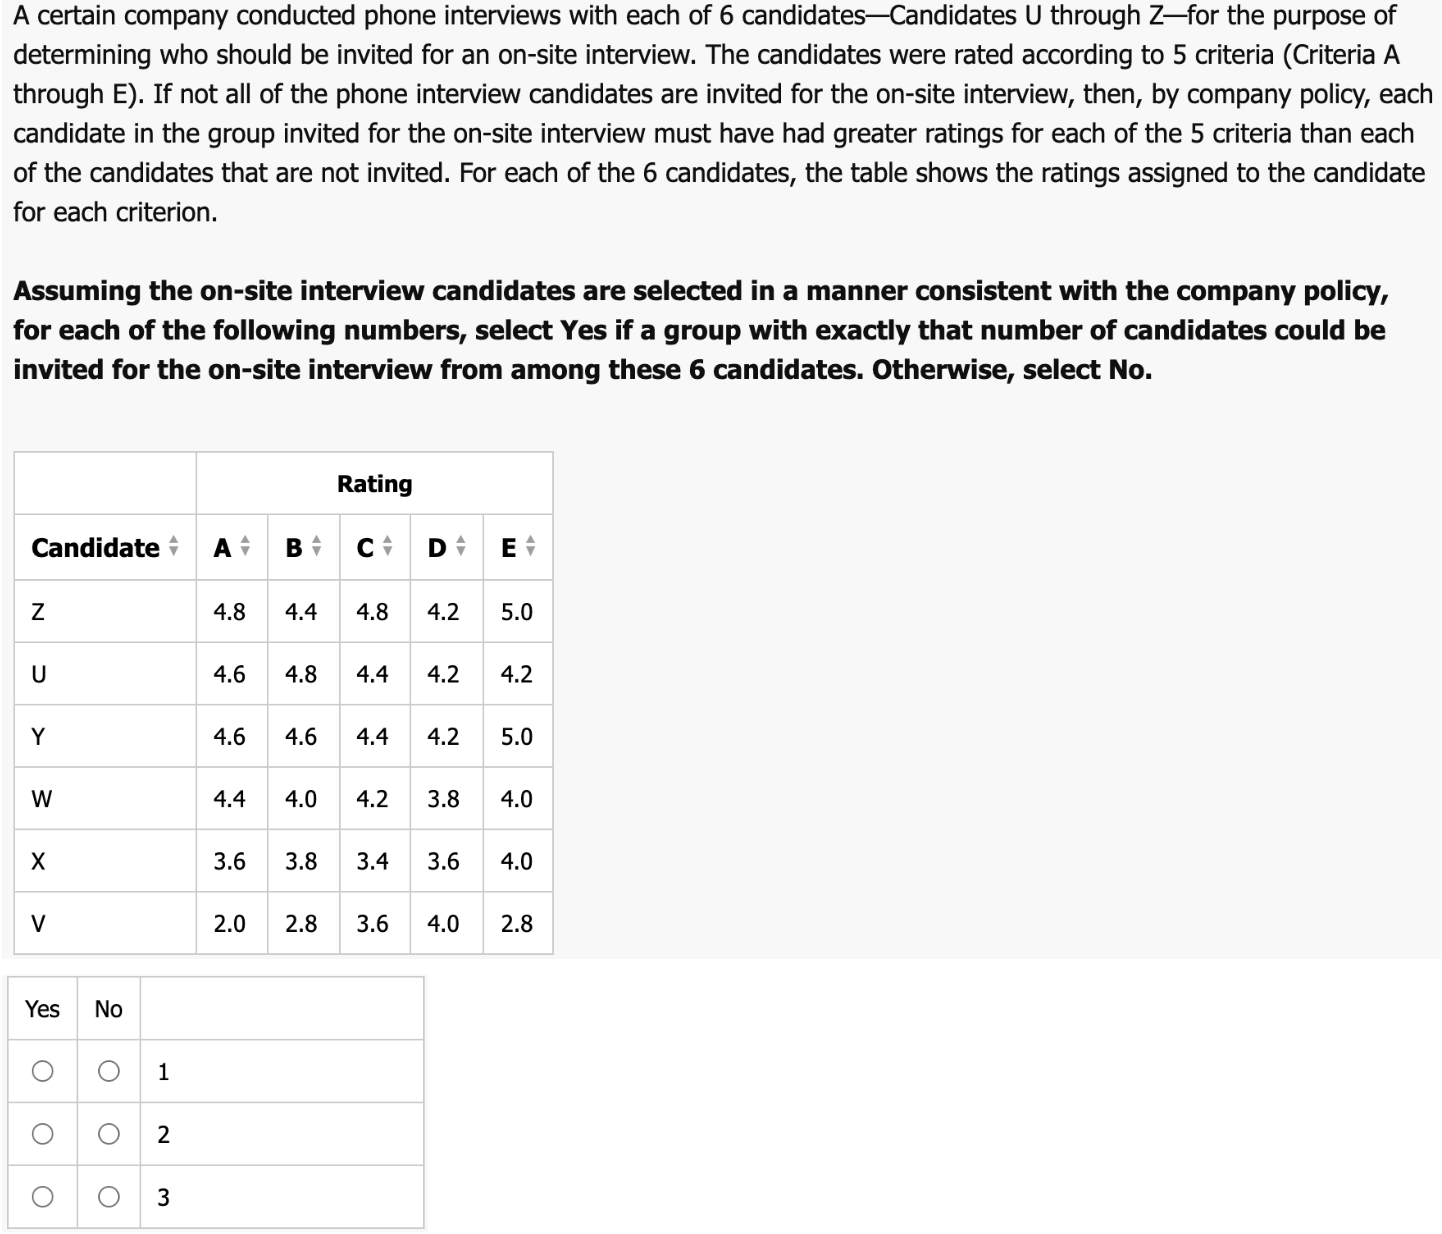 A certain company conducted phone interviews with each of 6 candidates—Candidates U through Z—for the purpose of
determining who should be invited for an on-site interview. The candidates were rated according to 5 criteria (Criteria A
through E). If not all of the phone interview candidates are invited for the on-site interview, then, by company policy, each
candidate in the group invited for the on-site interview must have had greater ratings for each of the 5 criteria than each
of the candidates that are not invited. For each of the 6 candidates, the table shows the ratings assigned to the candidate
for each criterion.
Assuming the on-site interview candidates are selected in a manner consistent with the company policy,
for each of the following numbers, select Yes if a group with exactly that number of candidates could be
invited for the on-site interview from among these 6 candidates. Otherwise, select No.
Rating
Candidate A B C D E
Z 4.8 4.4 4.8 4.2 5.0
U 4.6 4.8 4.4 4.2 4.2
Y 4.6 4.6 4.4 4.2 5.0
W 4.4 4.0 4.2 3.8 4.0
X 3.6 3.8 3.4 3.6 4.0
V 2.0 2.8 3.6 4.0 2.8
Yes No
1
2
3